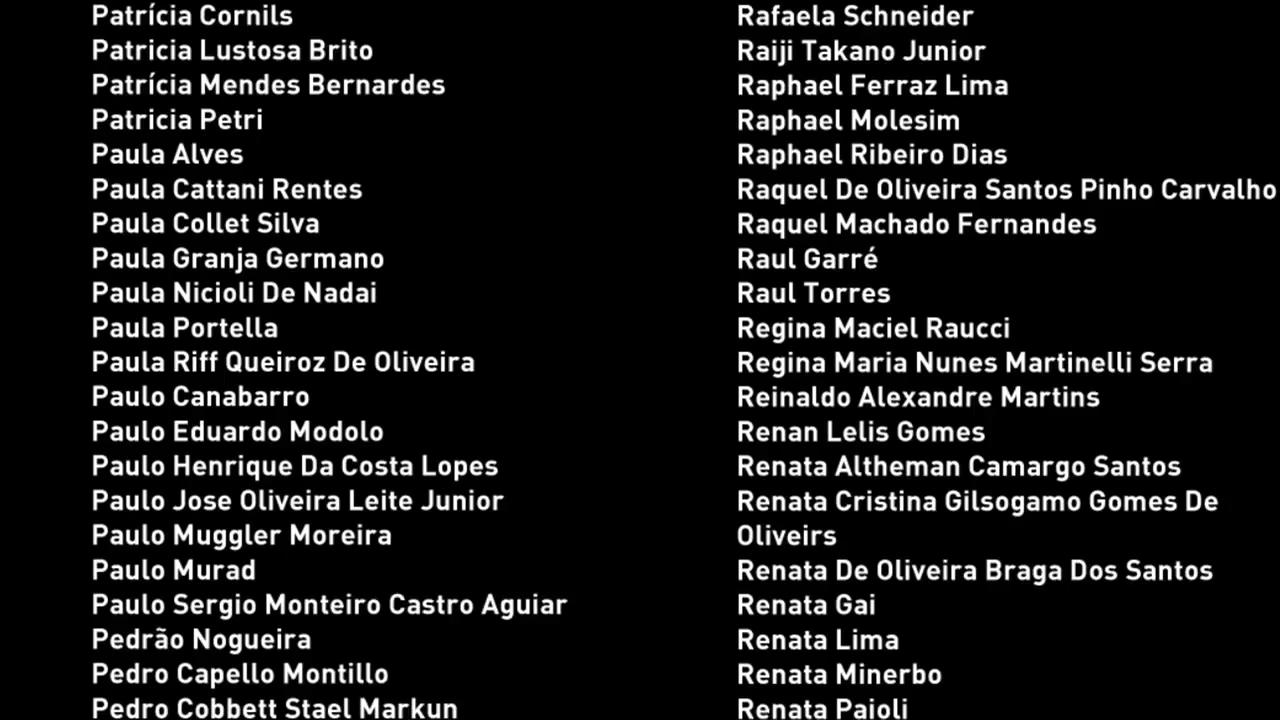 Patrícia Cornils
Patricia Lustosa Brito
Patrícia Mendes Bernardes
Patricia Petri
Paula Alves
Paula Cattani Rentes
Paula Collet Silva
Paula Granja Germano
Paula Nicioli De Nadai
Paula Portella
Paula Riff Queiroz De Oliveira
Paulo Canabarro
Paulo Eduardo Modolo
Paulo Henrique Da Costa Lopes
Paulo Jose Oliveira Leite Junior
Paulo Muggler Moreira
Paulo Murad
Paulo Sergio Monteiro Castro Aguiar
Pedrão Nogueira
Pedro Capello Montillo
Pedro Cobbett Stael Markun
Rafaela Schneider
Raiji Takano Junior
Raphael Ferraz Lima
Raphael Molesim
Raphael Ribeiro Dias
Raquel De Oliveira Santos Pinho Carvalho
Raquel Machado Fernandes
Raul Garré
Raul Torres
Regina Maciel Raucci
Regina Maria Nunes Martinelli Serra
Reinaldo Alexandre Martins
Renan Lelis Gomes
Renata Altheman Camargo Santos
Renata Cristina Gilsogamo Gomes De
Oliveirs
Renata De Oliveira Braga Dos Santos
Renata Gai
Renata Lima
Renata Minerbo
Renata Paioli